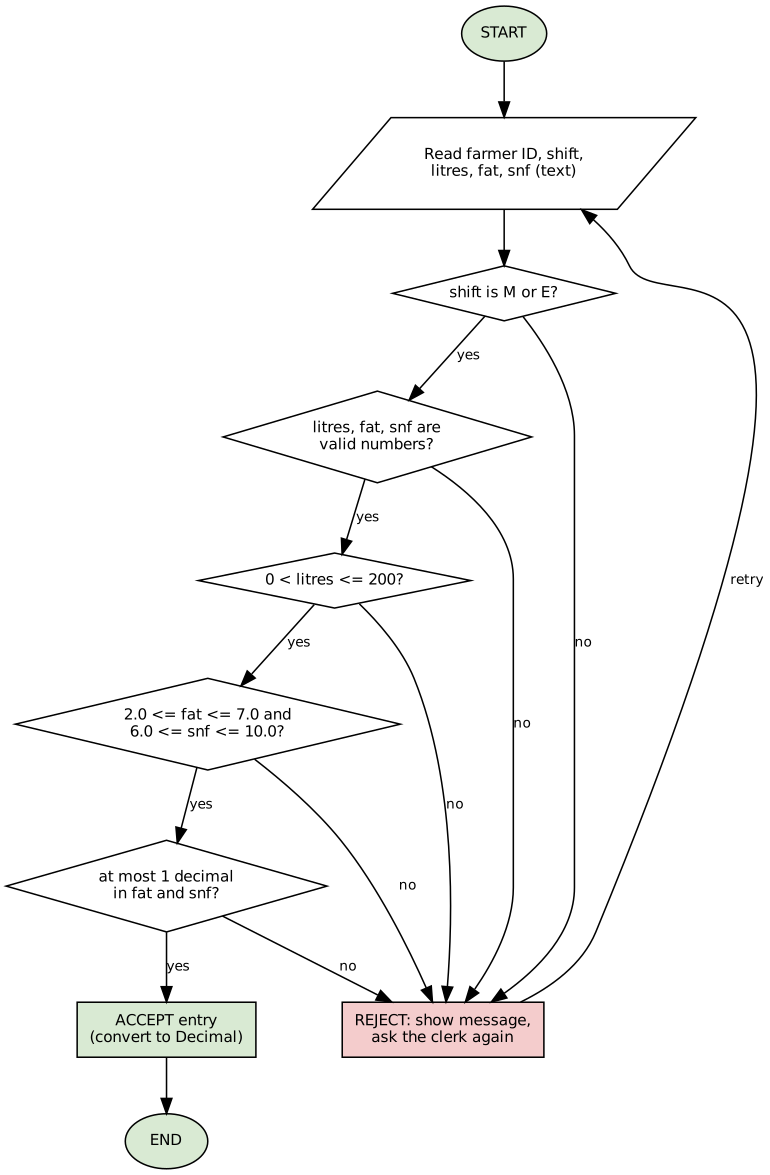 START
Read farmer ID, shift,
litres, fat, snf (text)
shift is M or E?
yes
litres, fat, snf are
valid numbers?
yes
0 < litres <= 200?
retry
yes
no
2.0 <= fat <= 7.0 and
6.0 <= snf <= 10.0?
no
yes
no
at most 1 decimal
in fat and snf?
no
yes
no
ACCEPT entry
(convert to Decimal)
REJECT: show message,
ask the clerk again
END